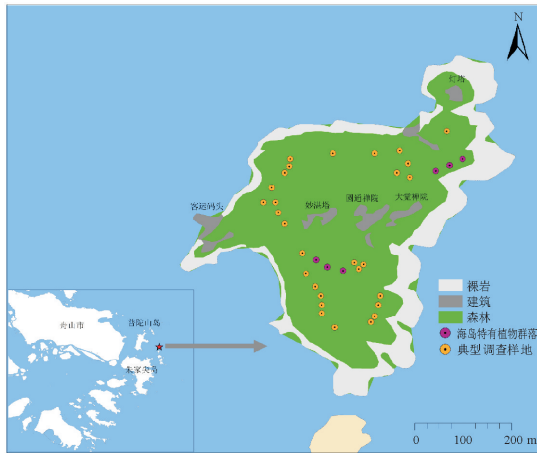 N
灯塔
客运码头
妙湛塔
圆通禅院
大觉禅院
裸岩
建筑
森林
海岛特有植物群落
典型调查样地
舟山市
普陀山岛
朱家尖岛
0 100 200 m